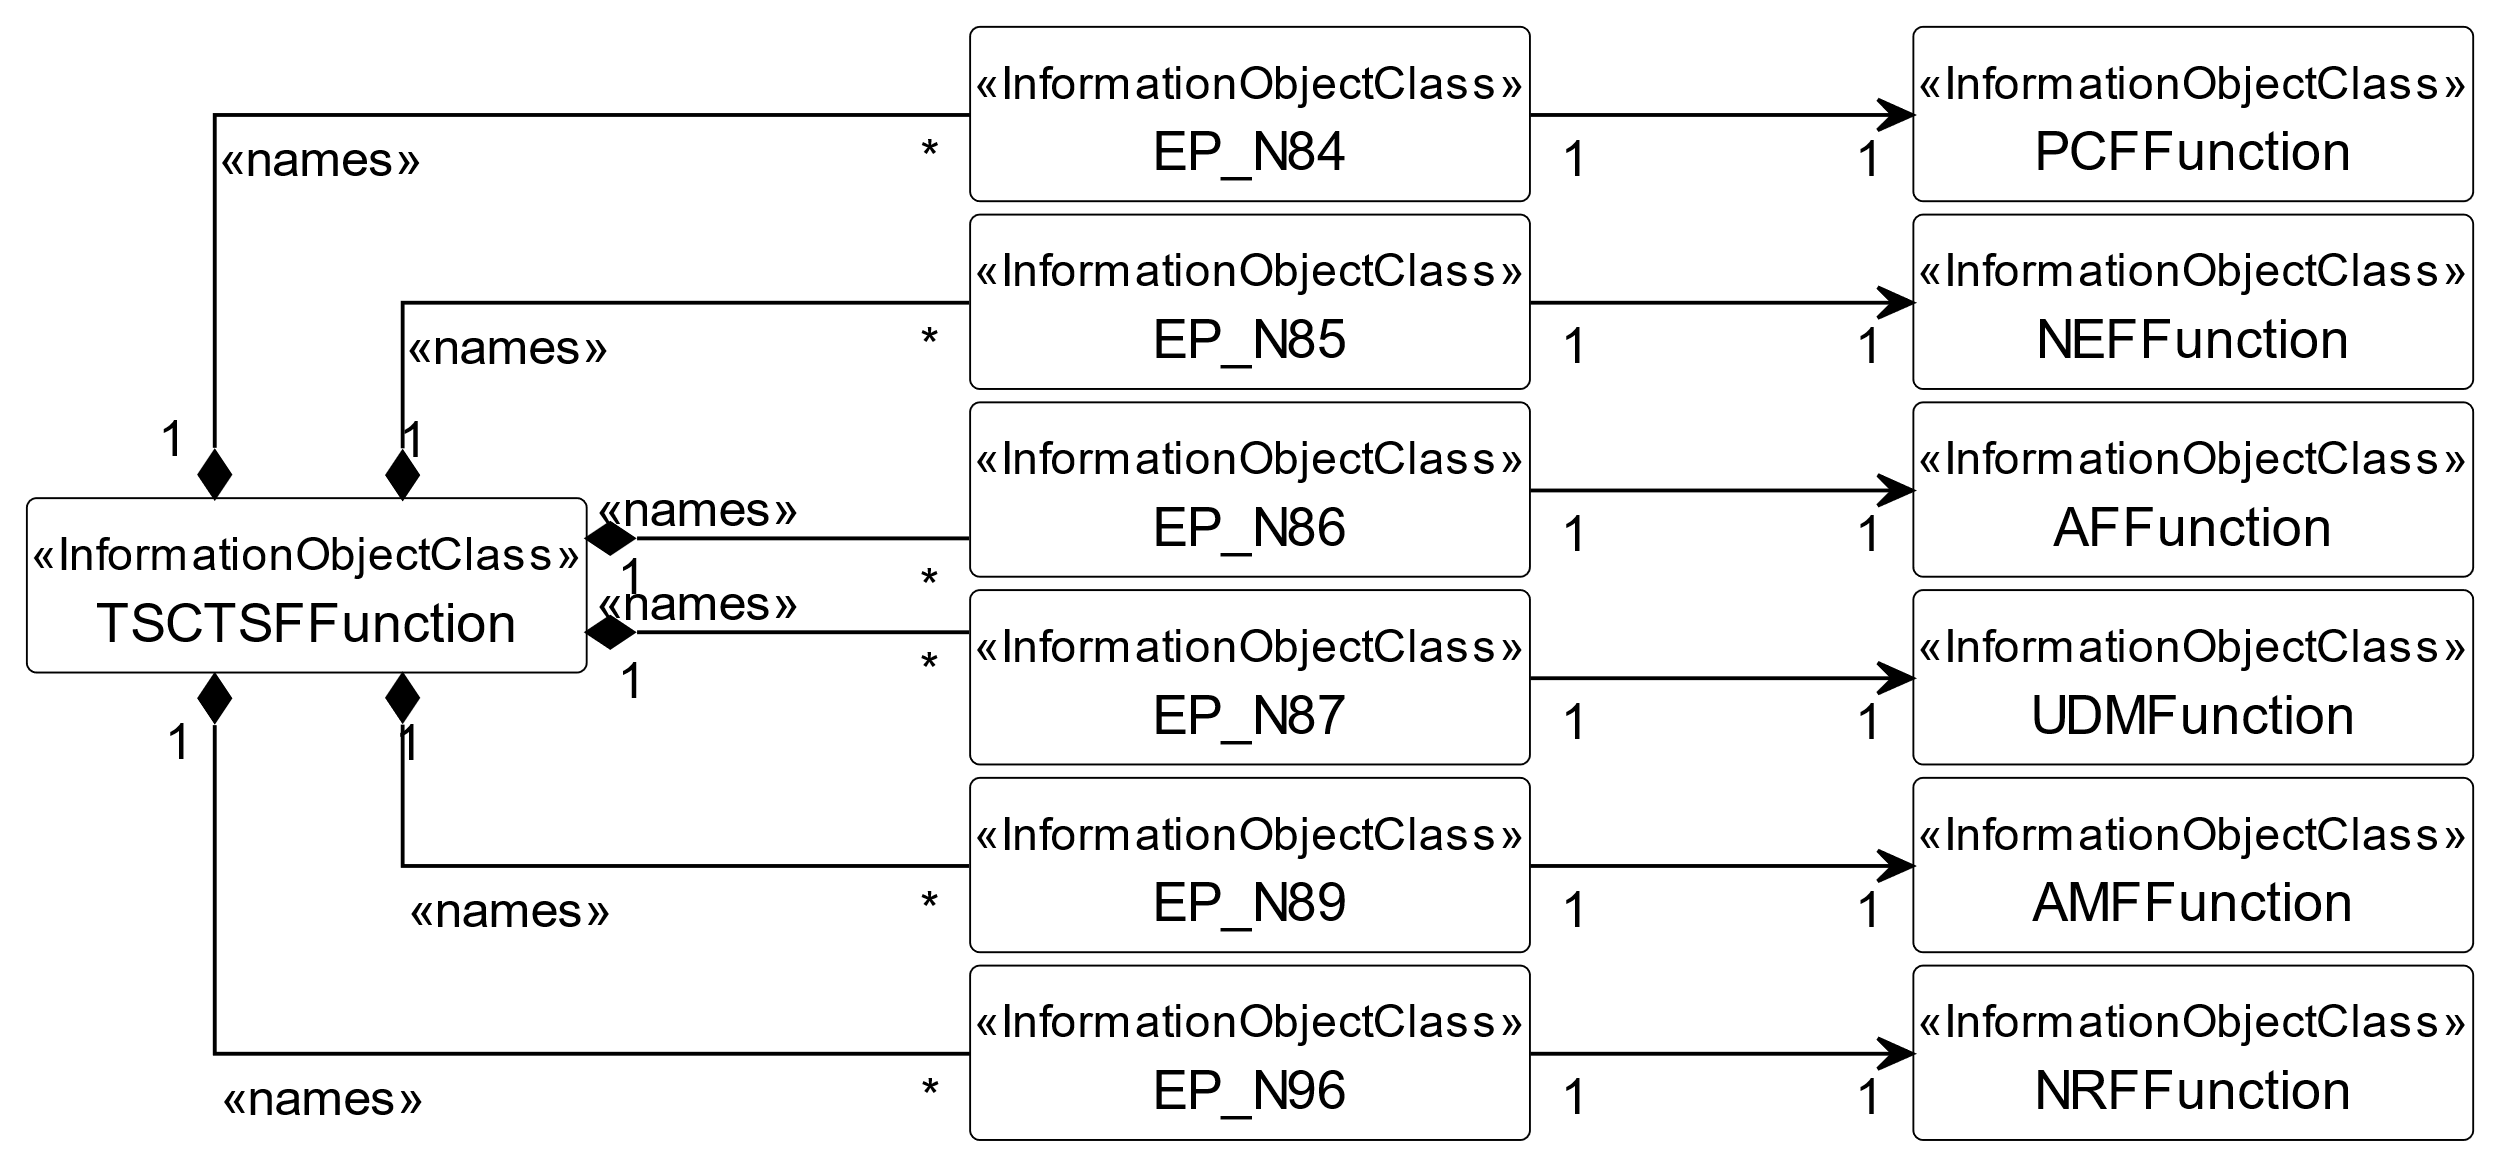 «InformationObjectClass»
EP_N84
«InformationObjectClass»
PCFFunction
«names»
*
1
1
«InformationObjectClass»
EP_N85
«InformationObjectClass»
NEFFunction
«names»
*
1
1
1
1
«InformationObjectClass»
EP_N86
«InformationObjectClass»
AFFunction
«names»
1
*
1
1
«InformationObjectClass»
TSCTSFFunction
«names»
1
*
«InformationObjectClass»
EP_N87
«InformationObjectClass»
UDMFunction
1
1
1
1
«InformationObjectClass»
EP_N89
«InformationObjectClass»
AMFFunction
«names»
*
1
1
«InformationObjectClass»
EP_N96
«InformationObjectClass»
NRFFunction
«names»
*
1
1